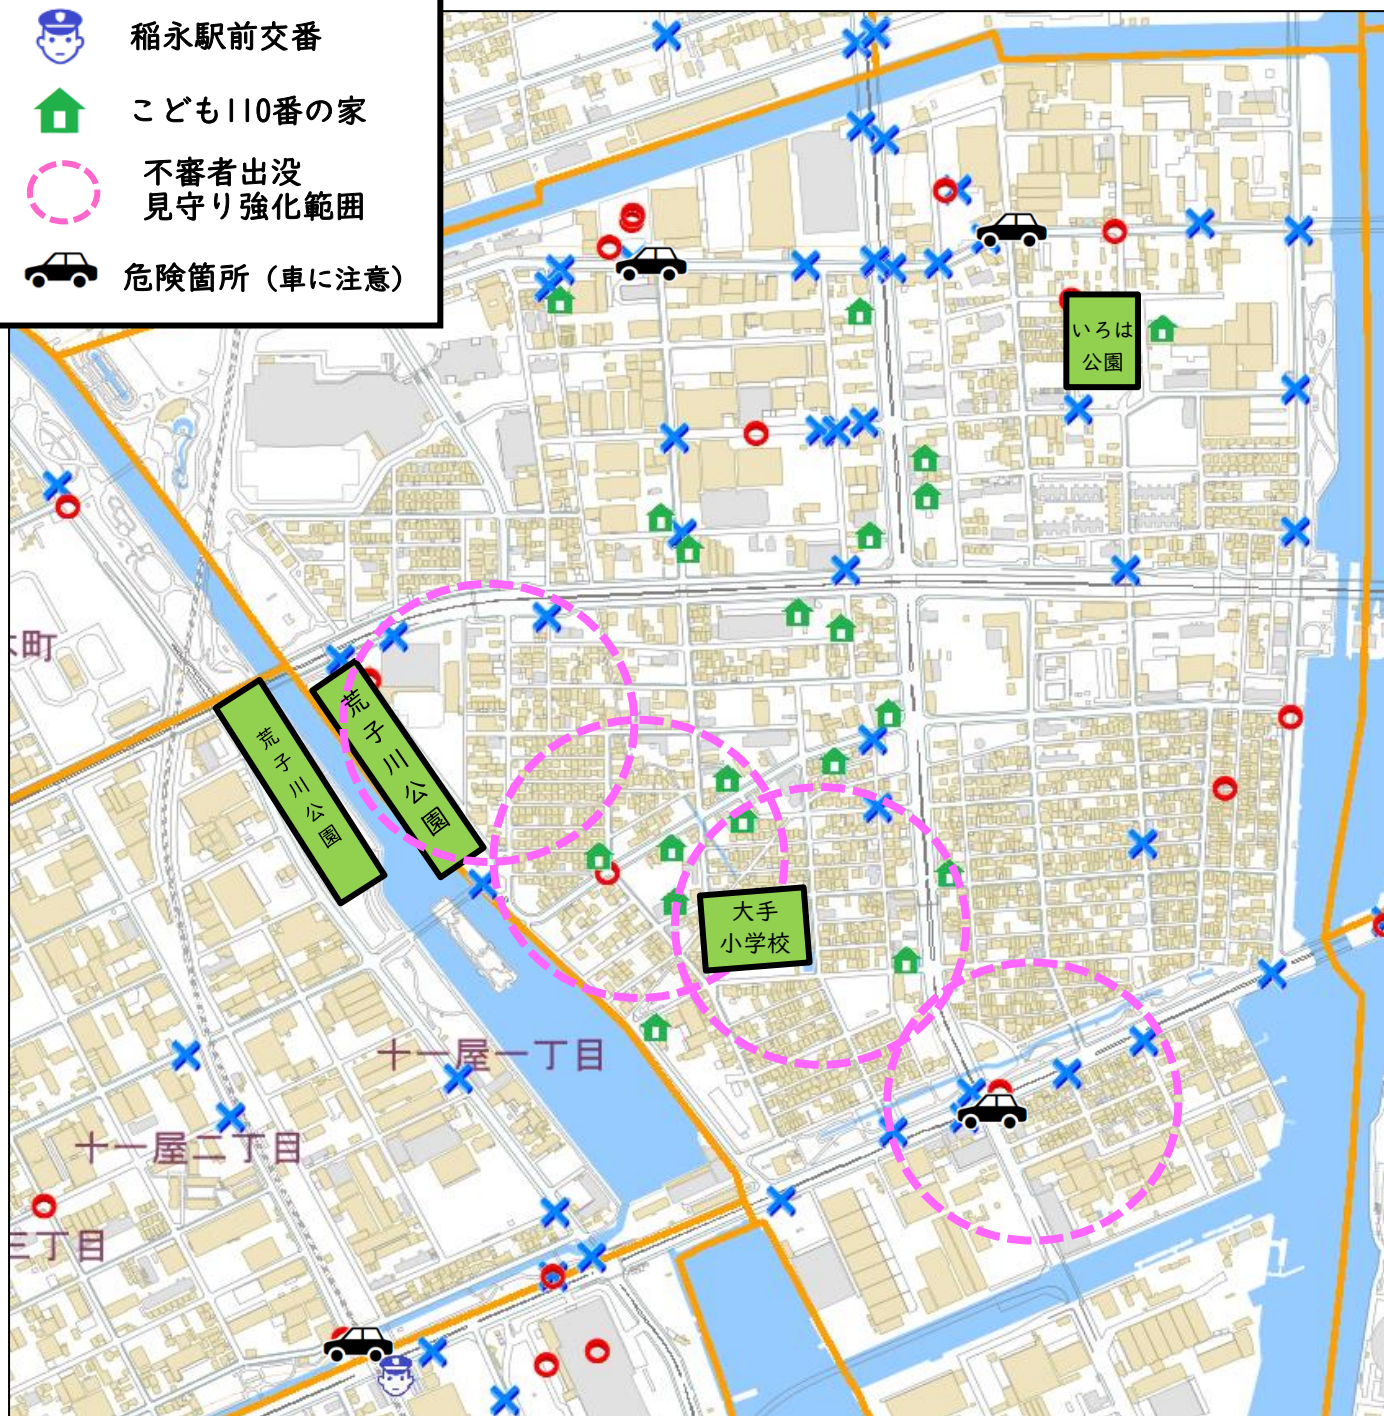 稲永駅前交番
こども110番の家
不審者出没
見守り強化範囲
危険箇所（車に注意）
いろは
公園
町
荒子川公園
荒子川公園
大手
小学校
十一屋一丁目
十一屋二丁目
三丁目